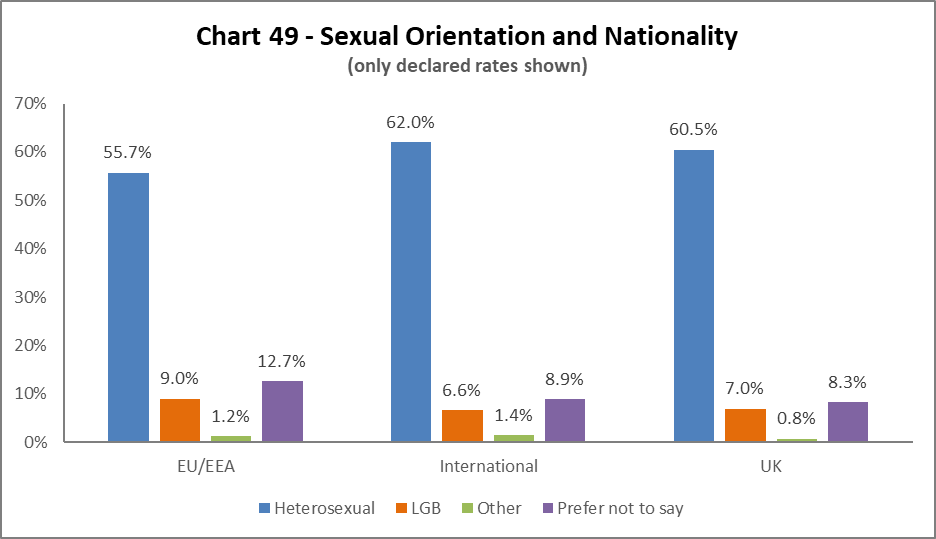 Chart 49 - Sexual Orientation and Nationality
(only declared rates shown)
70%
60%
50%
40%
30%
20%
10%
0%
55.7%
9.0%
1.2%
12.7%
62.0%
6.6%
1.4%
8.9%
60.5%
7.0%
0.8%
8.3%
EU/EEA
International
UK
Heterosexual
LGB
Other
Prefer not to say